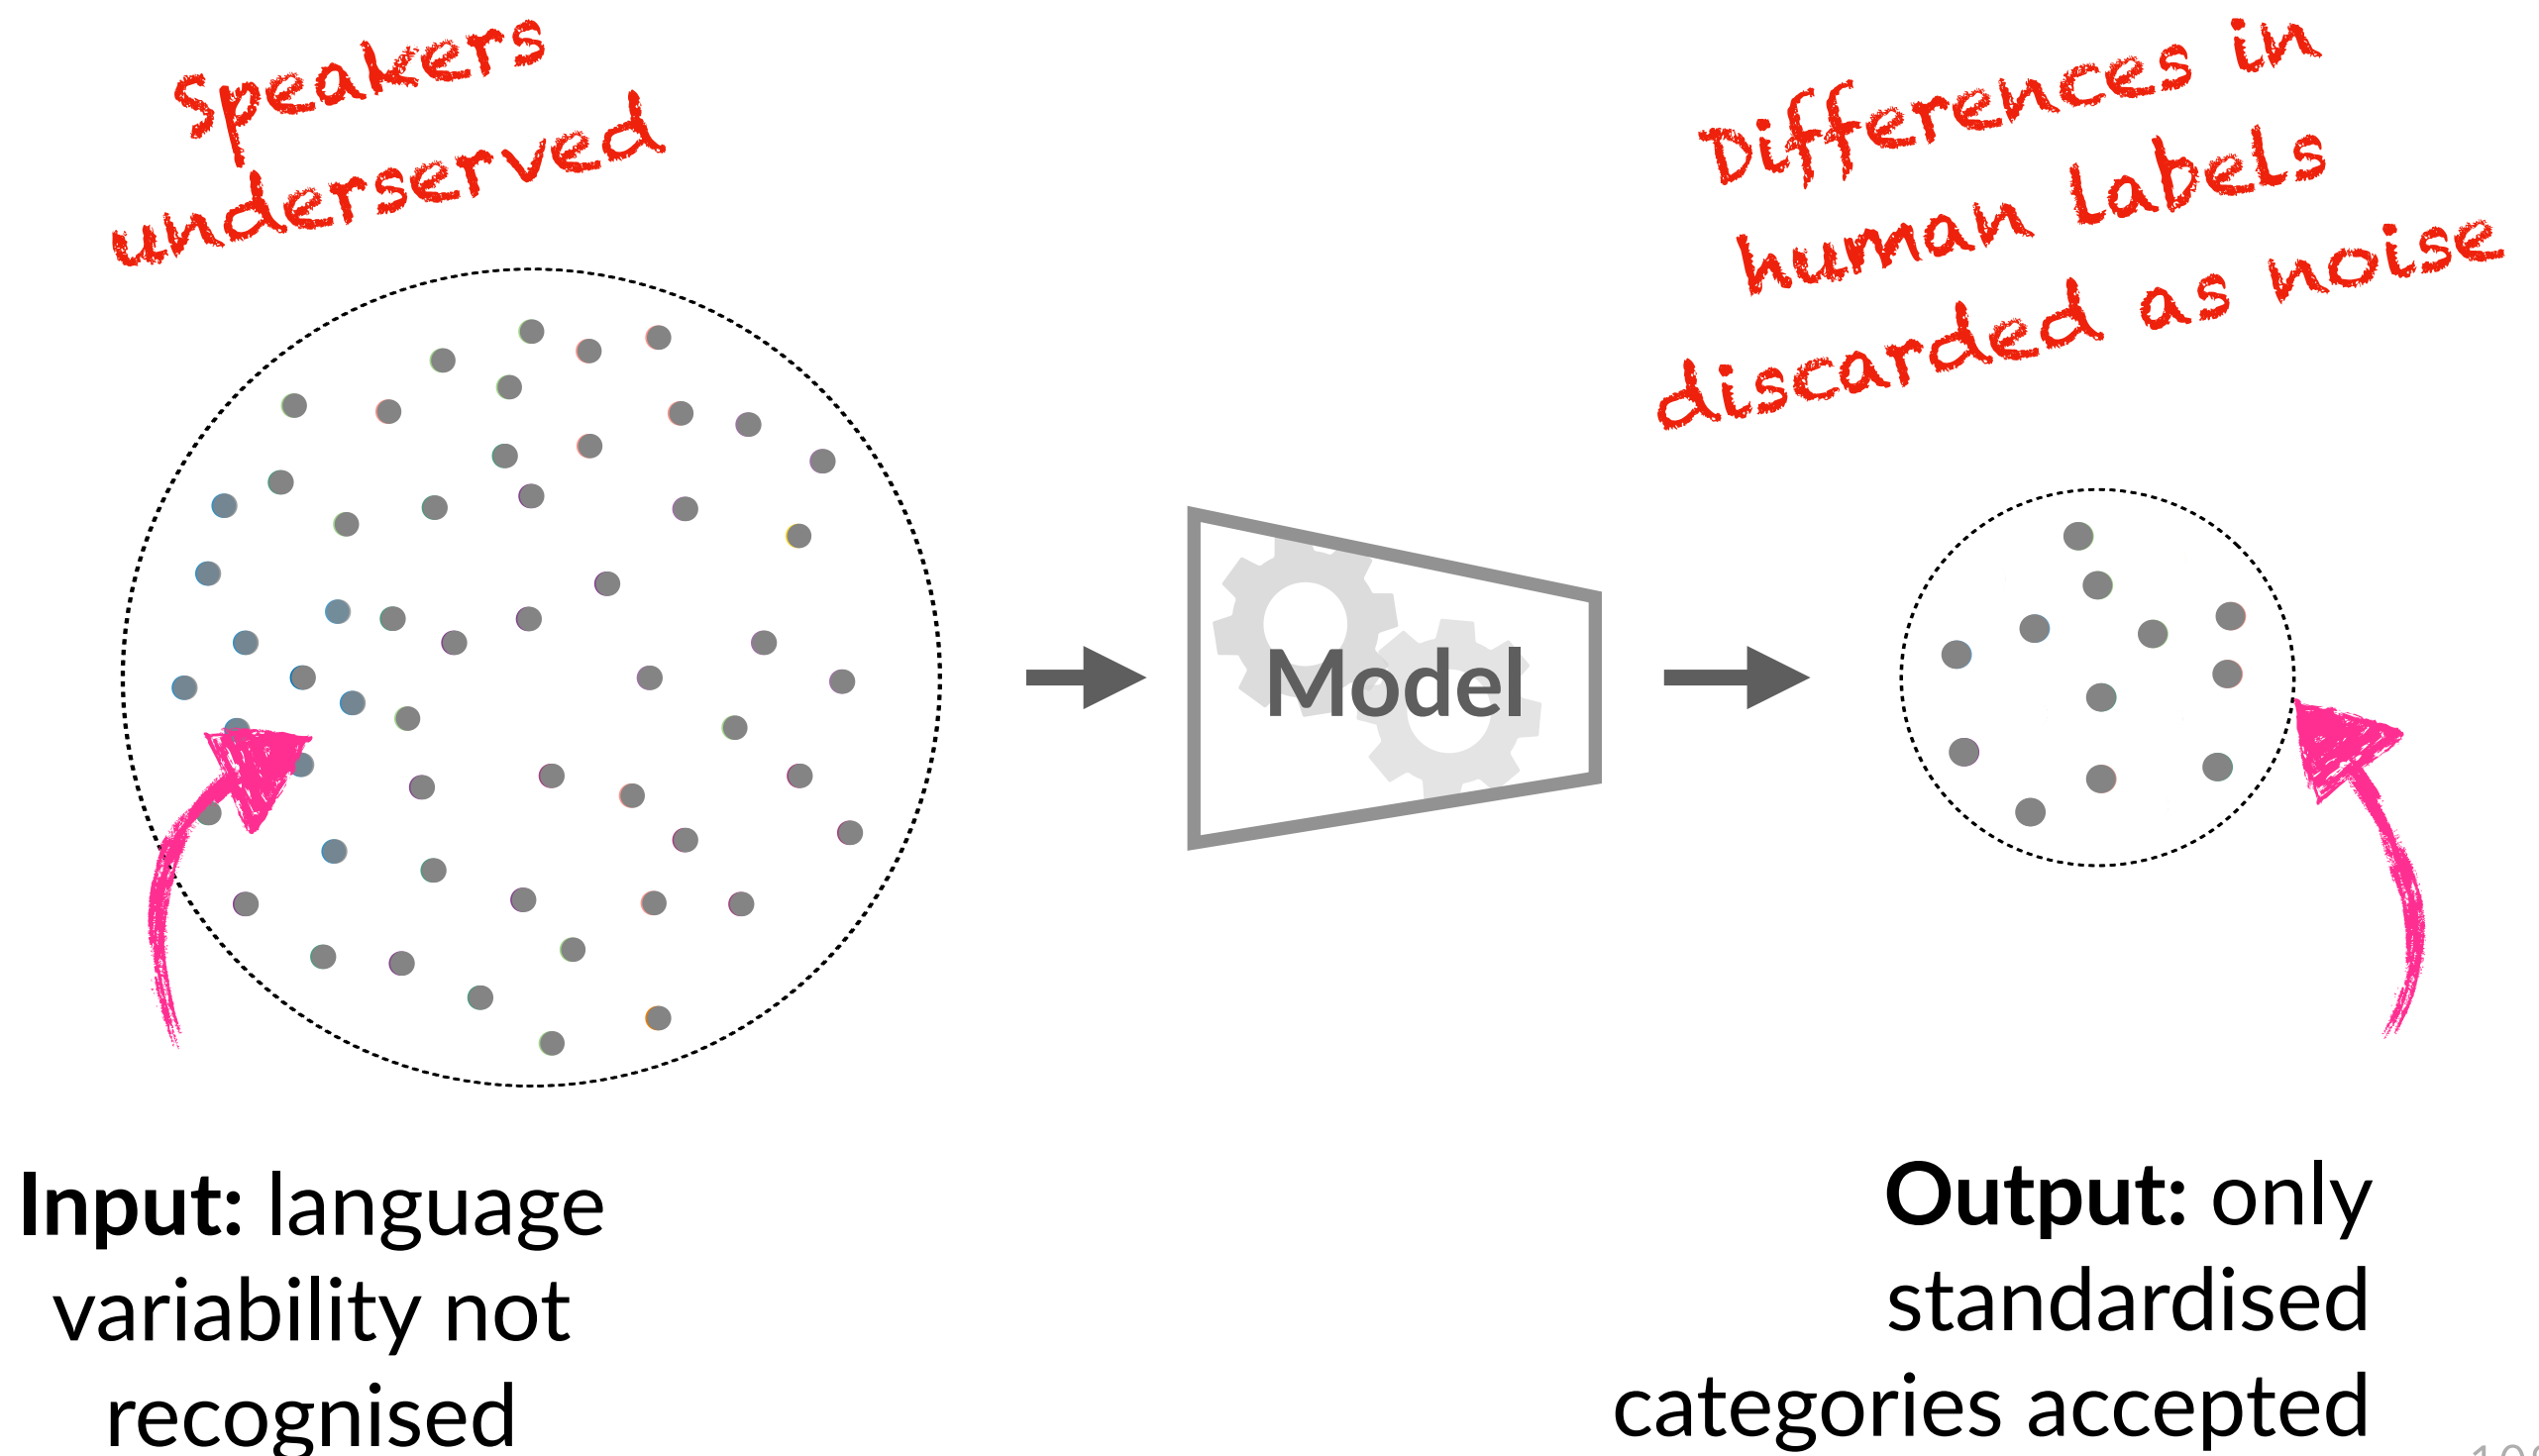 Speakers
underserved
Differences in
human labels
discarded as noise
Model
Input: language
variability not
recognised
Output: only
standardised
categories accepted